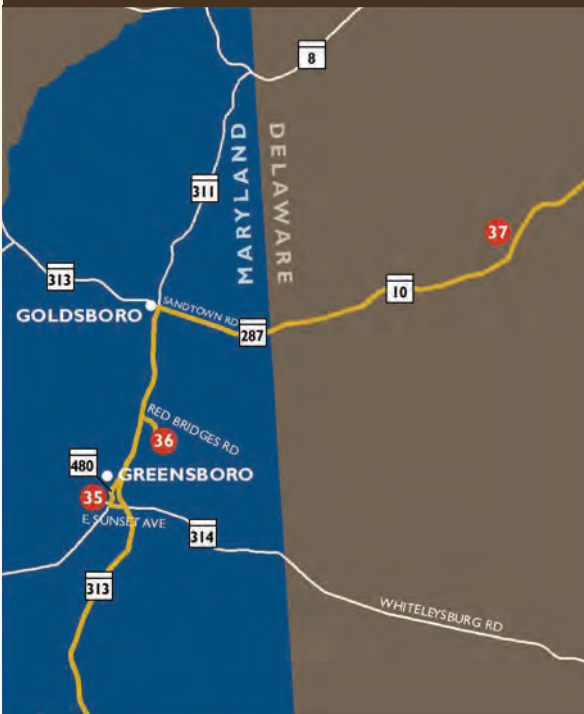 8
MARYLAND
DELAWARE
311
37
313
10
GOLDSBORO
SANDTOWN RD
287
RED BRIDGES RD
36
480
GREENSBORO
35
E SUNSET AVE
314
313
WHITELEYSBURG RD